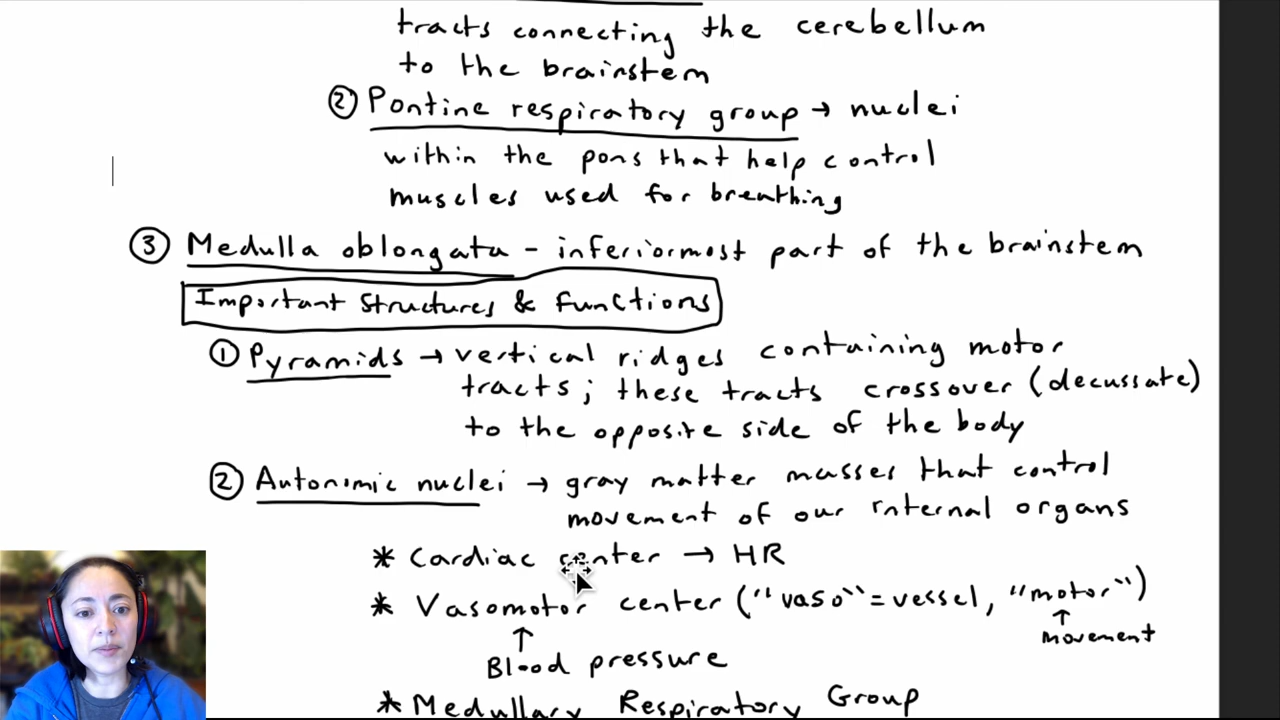 tracts connecting the cerebellum
to the brainstem
② Pontine respiratory group → nuclei
within the pons that help control
muscles used for breathing
③ Medulla oblongata - inferiormost part of the brainstem
Important Structures & Functions
① Pyramids → vertical ridges containing motor
tracts; these tracts crossover (decussate)
to the opposite side of the body
② Autonomic nuclei → gray matter masses that control
movement of our internal organs
* Cardiac center → HR
* Vasomotor center ("vaso"=vessel, "motor")
↑ ↑
movement
Blood pressure
* Medullary Respiratory Group